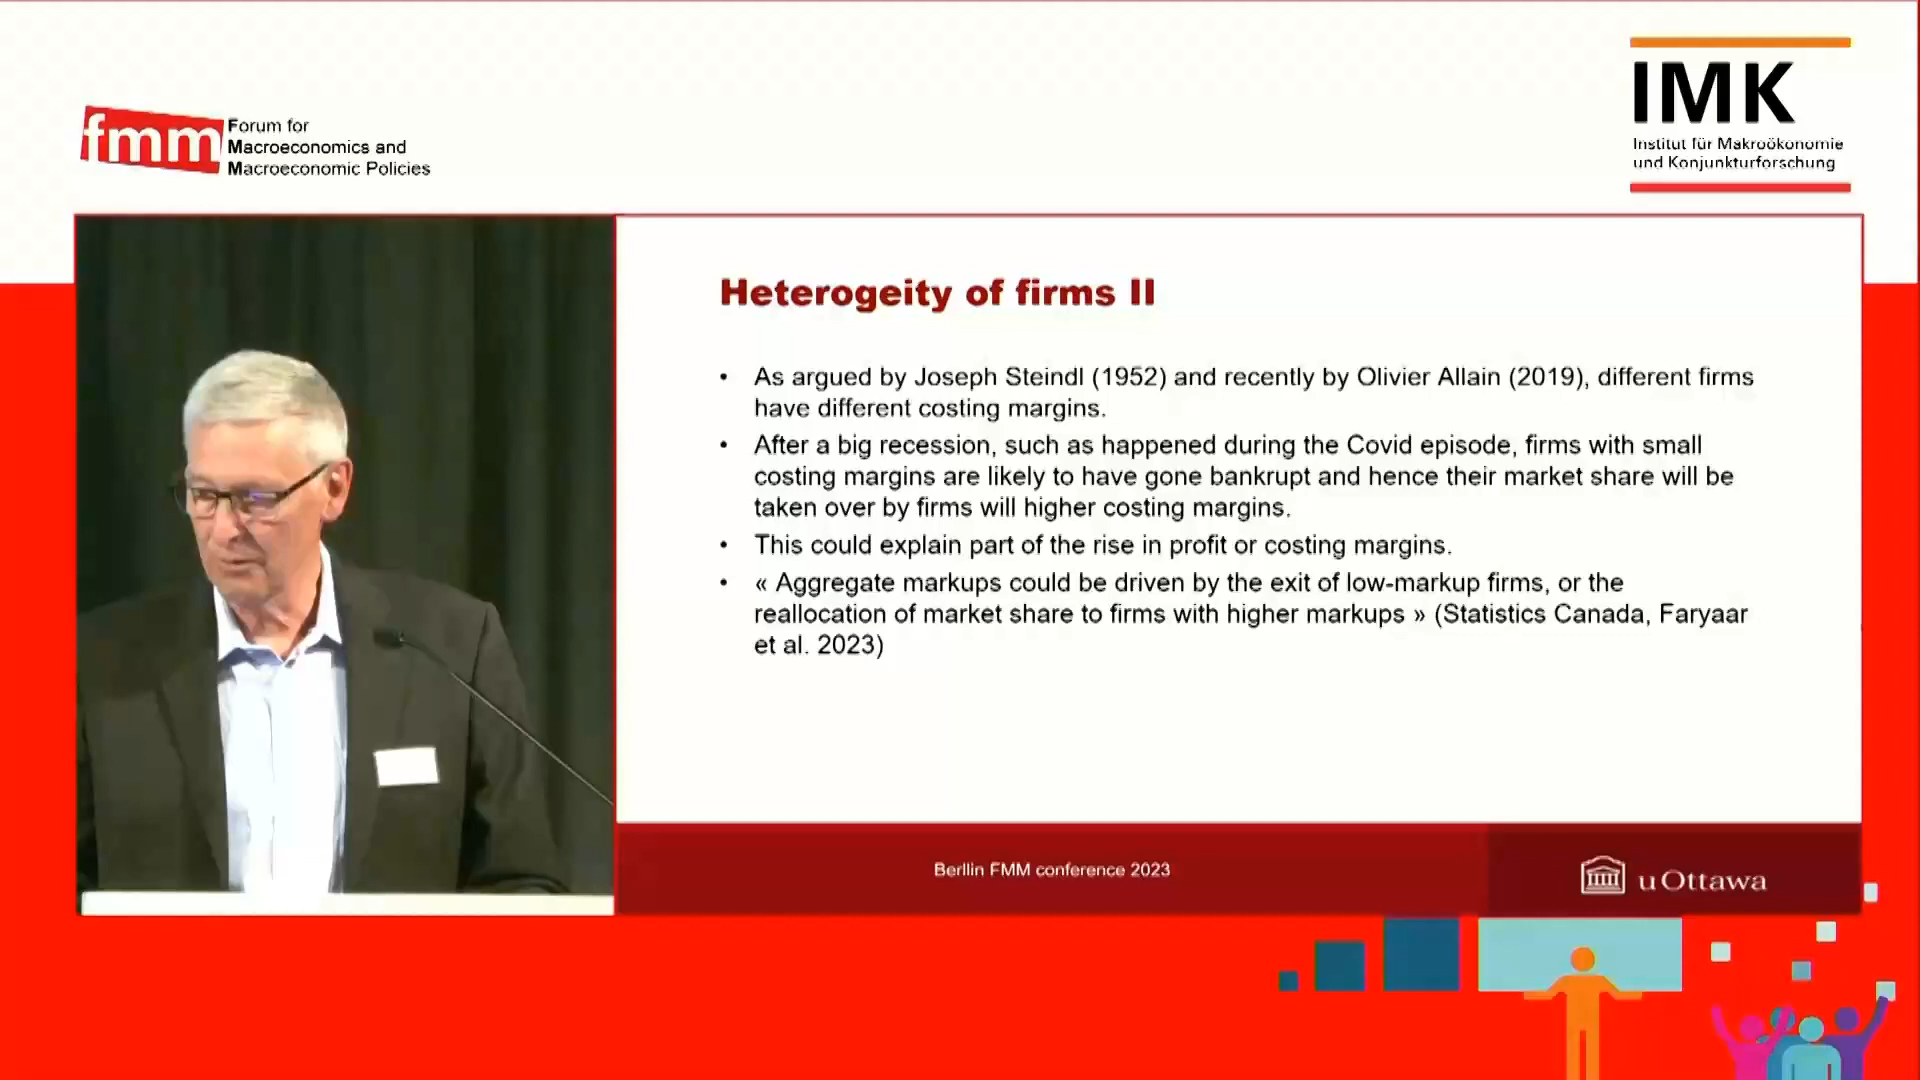 fmm
Forum for
Macroeconomics and
Macroeconomic Policies
IMK
Institut für Makroökonomie
und Konjunkturforschung
Heterogeity of firms II
• As argued by Joseph Steindl (1952) and recently by Olivier Allain (2019), different firms
have different costing margins.
• After a big recession, such as happened during the Covid episode, firms with small
costing margins are likely to have gone bankrupt and hence their market share will be
taken over by firms will higher costing margins.
• This could explain part of the rise in profit or costing margins.
• « Aggregate markups could be driven by the exit of low-markup firms, or the
reallocation of market share to firms with higher markups » (Statistics Canada, Faryaar
et al. 2023)
Berllin FMM conference 2023
uOttawa